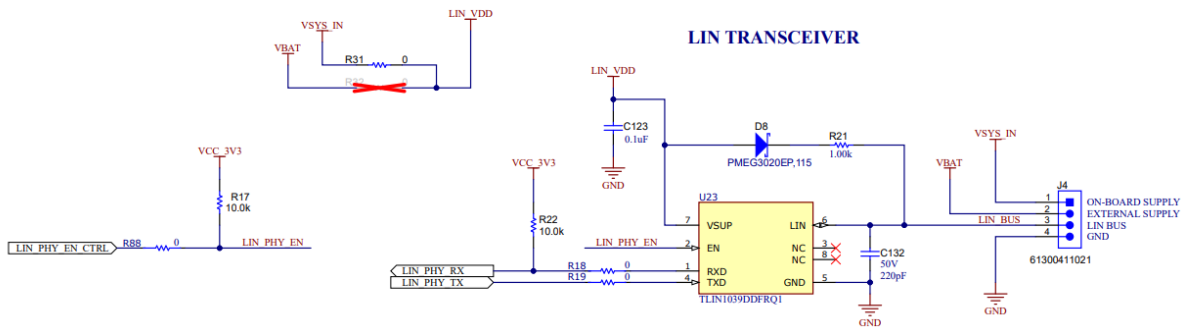 LIN_VDD
VSYS_IN
VBAT
R31
0
R32
0
LIN TRANSCEIVER
LIN_VDD
C123
0.1uF
GND
D8
PMEG3020EP,115
R21
1.00k
VSYS_IN
VBAT
J4
1
ON-BOARD SUPPLY
2
EXTERNAL SUPPLY
3
LIN BUS
4
GND
61300411021
LIN_BUS
GND
VCC_3V3
R17
10.0k
LIN_PHY_EN_CTRL
R88
0
LIN_PHY_EN
VCC_3V3
R22
10.0k
LIN_PHY_EN
LIN_PHY_RX
R18
0
LIN_PHY_TX
R19
0
U23
7
VSUP
LIN
6
2
EN
NC
3
NC
8
1
RXD
4
TXD
GND
5
TLIN1039DDFRQ1
C132
50V
220pF
GND